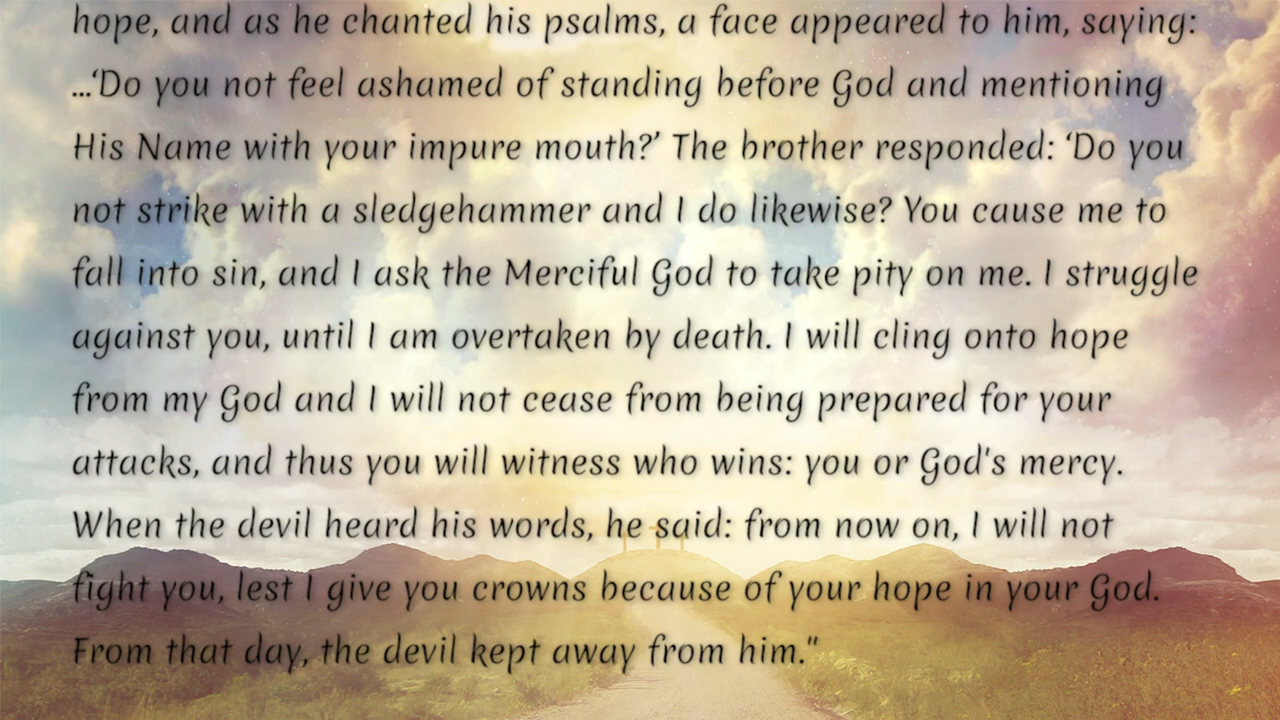 hope, and as he chanted his psalms, a face appeared to him, saying:
...‘Do you not feel ashamed of standing before God and mentioning
His Name with your impure mouth?’ The brother responded: ‘Do you
not strike with a sledgehammer and I do likewise? You cause me to
fall into sin, and I ask the Merciful God to take pity on me. I struggle
against you, until I am overtaken by death. I will cling onto hope
from my God and I will not cease from being prepared for your
attacks, and thus you will witness who wins: you or God's mercy.
When the devil heard his words, he said: from now on, I will not
fight you, lest I give you crowns because of your hope in your God.
From that day, the devil kept away from him."